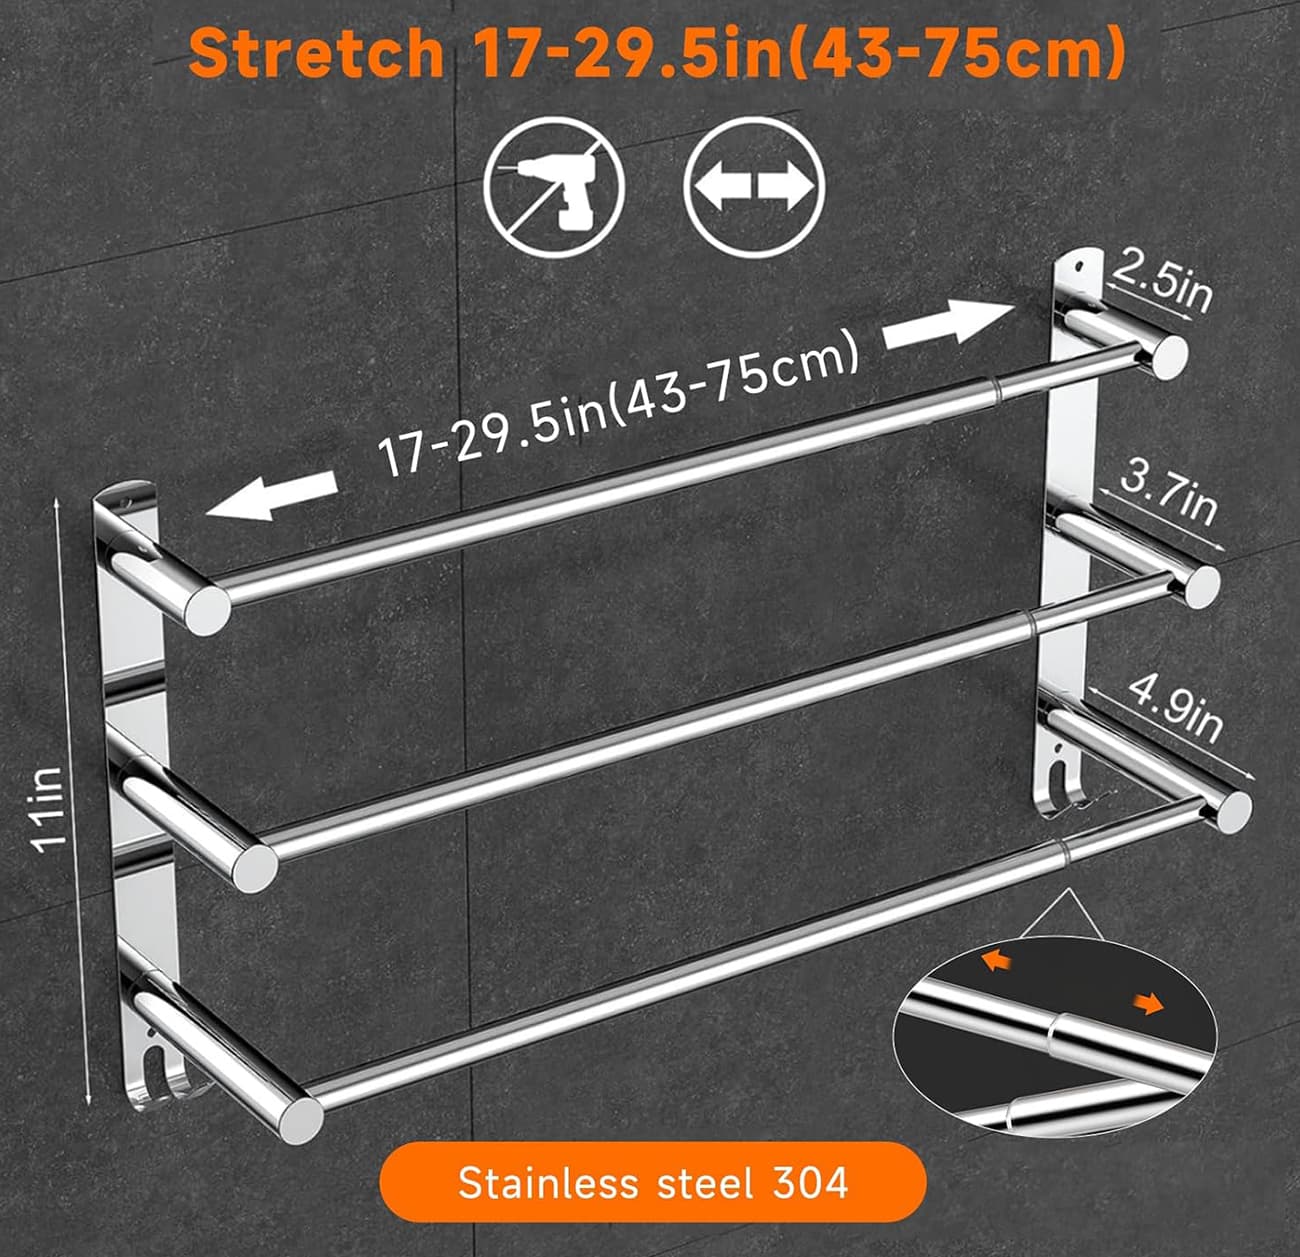 Stretch 17-29.5in(43-75cm)
2.5in
17-29.5in(43-75cm)
3.7in
4.9in
11in
Stainless steel 304